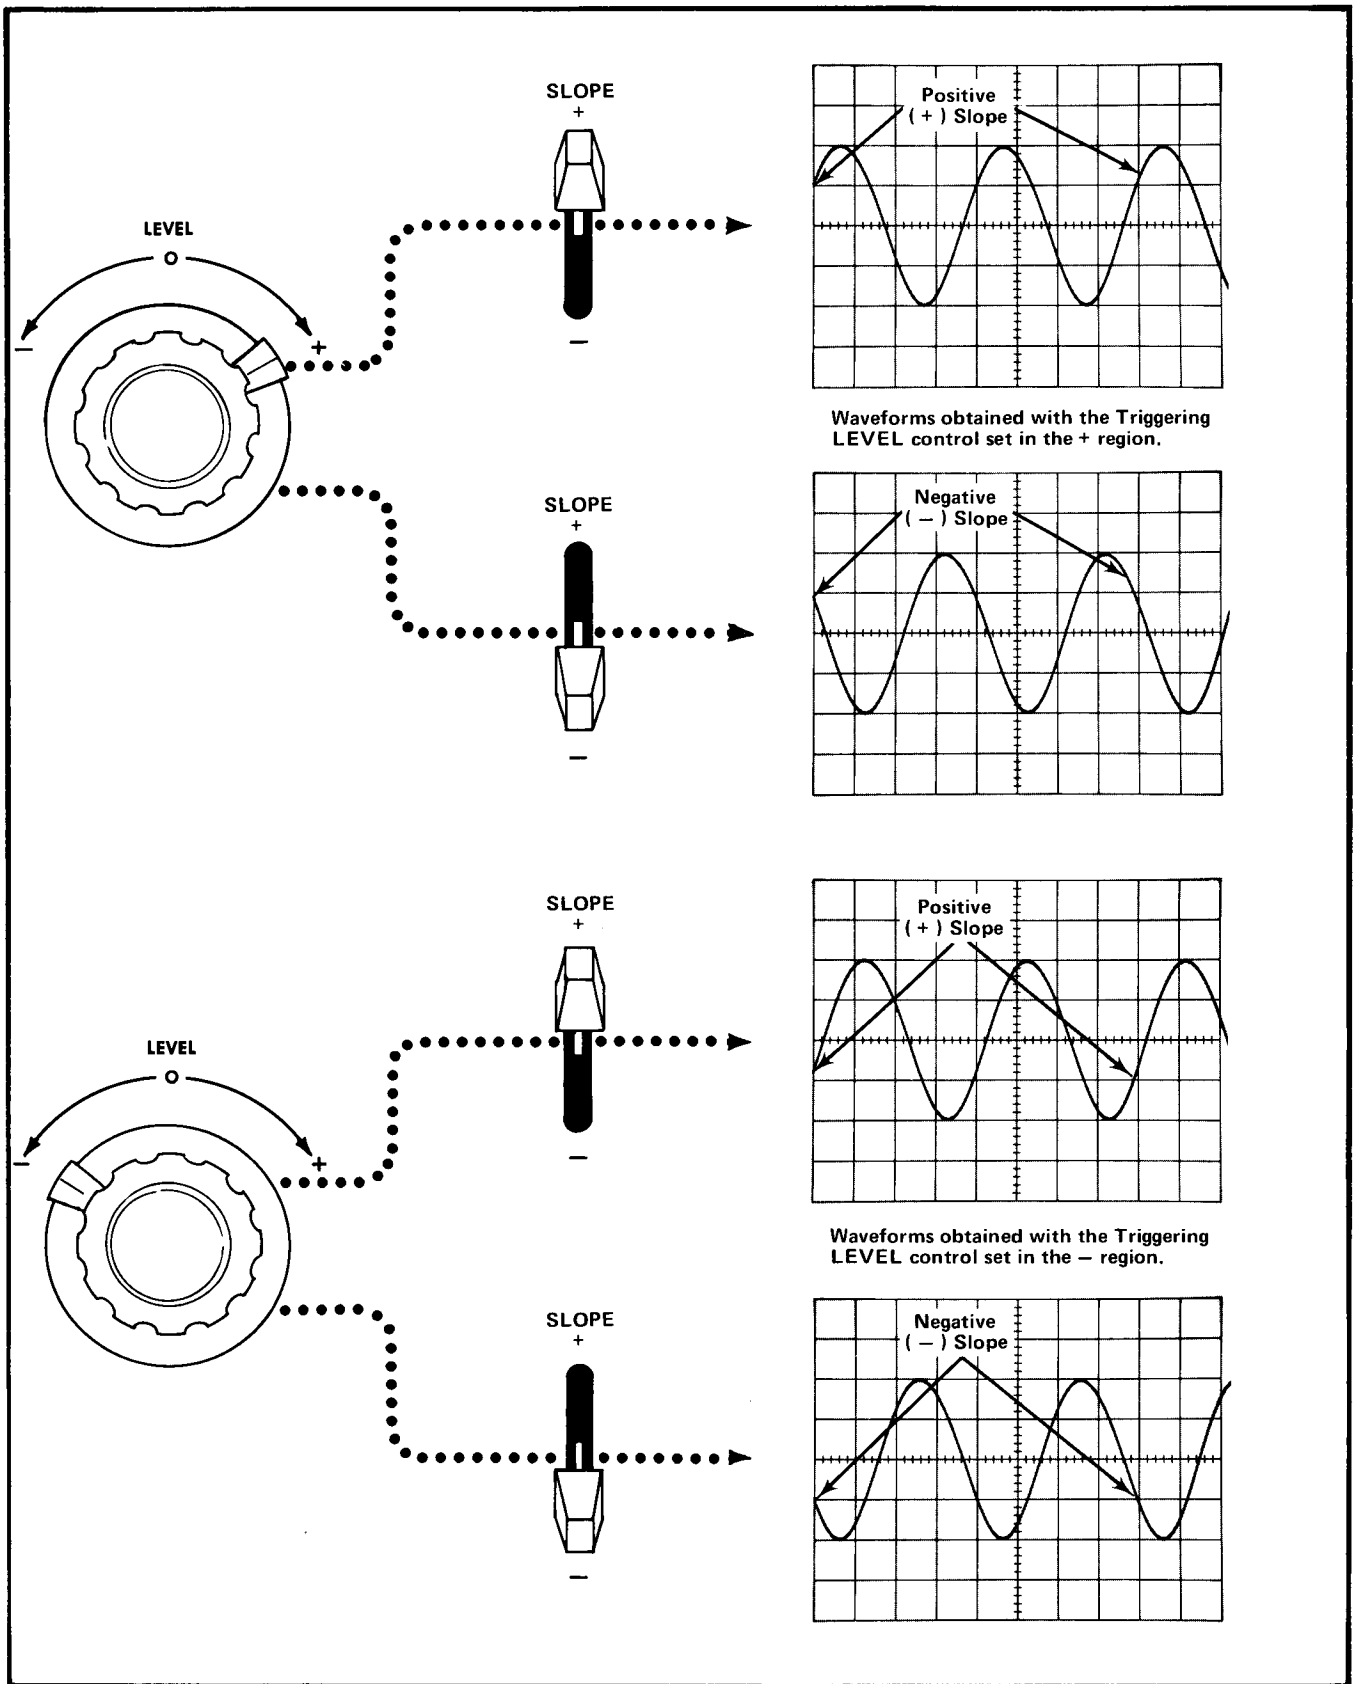 SLOPE
+
−
LEVEL
− +
Positive
( + ) Slope
Waveforms obtained with the Triggering
LEVEL control set in the + region.
SLOPE
+
−
Negative
( − ) Slope
SLOPE
+
−
LEVEL
− +
Positive
( + ) Slope
Waveforms obtained with the Triggering
LEVEL control set in the − region.
SLOPE
+
−
Negative
( − ) Slope